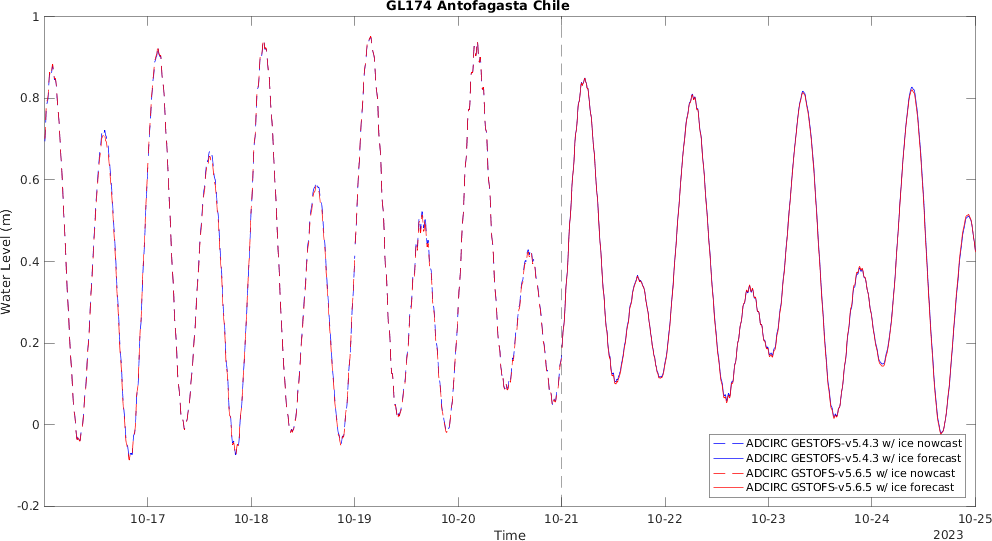 GL174 Antofagasta Chile
1
0.8
0.6
0.4
0.2
0
-0.2
Water Level (m)
ADCIRC GESTOFS-v5.4.3 w/ ice nowcast
ADCIRC GESTOFS-v5.4.3 w/ ice forecast
ADCIRC GSTOFS-v5.6.5 w/ ice nowcast
ADCIRC GSTOFS-v5.6.5 w/ ice forecast
10-17 10-18 10-19 10-20 10-21 10-22 10-23 10-24 10-25
Time
2023